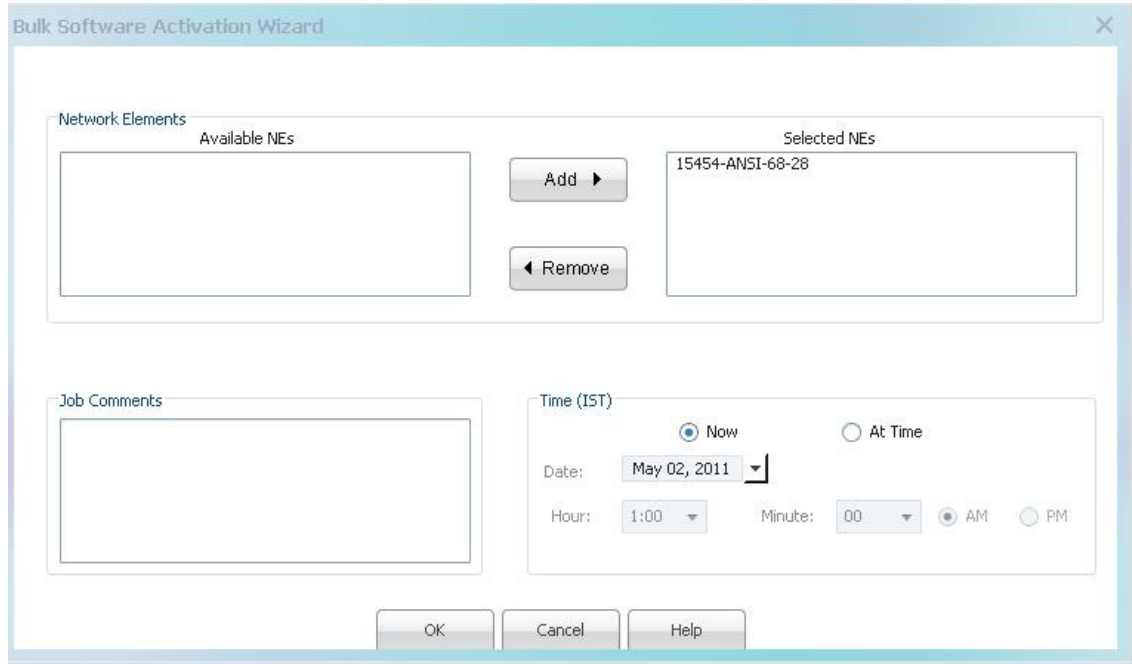 Bulk Software Activation Wizard
Network Elements
Available NEs
Selected NEs
15454-ANSI-68-28
Add
Remove
Job Comments
Time (IST)
Now At Time
Date: May 02, 2011
Hour: 1:00 Minute: 00 AM PM
OK Cancel Help